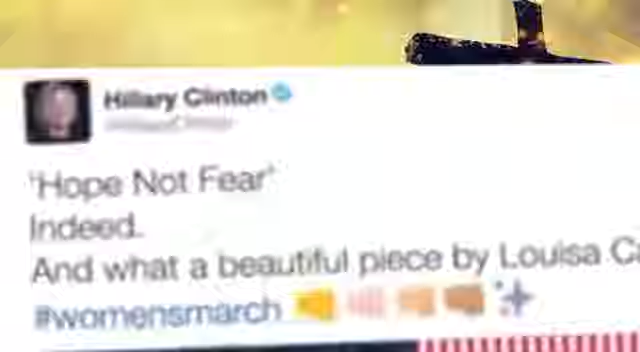 Hillary Clinton
'Hope Not Fear'
Indeed.
And what a beautiful piece by Louisa
#womensmarch